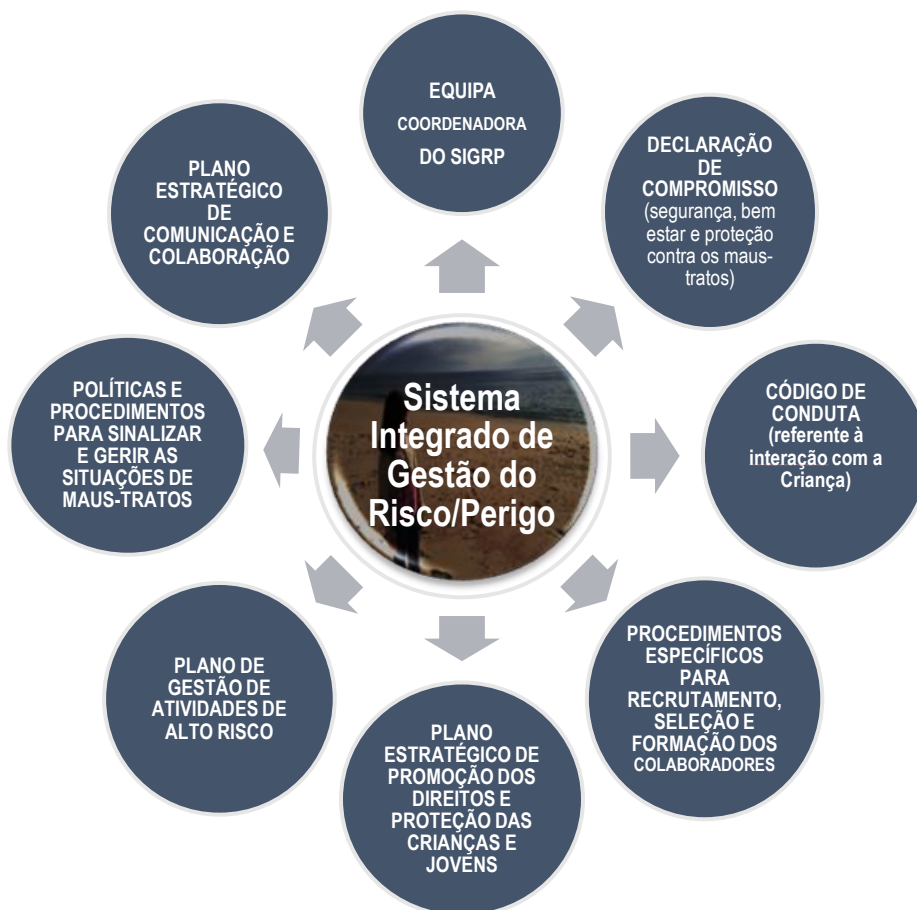 EQUIPA
COORDENADORA
DO SIGRP
DECLARAÇÃO
DE
COMPROMISSO
(segurança, bem
estar e proteção
contra os maus-
tratos)
CÓDIGO DE
CONDUTA
(referente à
interação com a
Criança)
PROCEDIMENTOS
ESPECÍFICOS
PARA
RECRUTAMENTO,
SELEÇÃO E
FORMAÇÃO DOS
COLABORADORES
PLANO
ESTRATÉGICO DE
PROMOÇÃO DOS
DIREITOS E
PROTEÇÃO DAS
CRIANÇAS E
JOVENS
PLANO DE
GESTÃO DE
ATIVIDADES DE
ALTO RISCO
POLÍTICAS E
PROCEDIMENTOS
PARA SINALIZAR
E GERIR AS
SITUAÇÕES DE
MAUS-TRATOS
PLANO
ESTRATÉGICO
DE
COMUNICAÇÃO E
COLABORAÇÃO
Sistema
Integrado de
Gestão do
Risco/Perigo